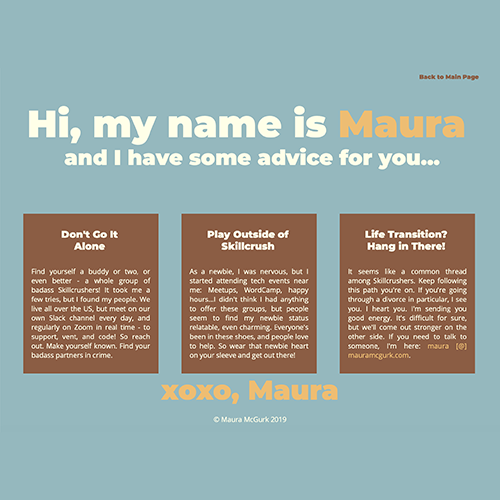 Back to Main Page
Hi, my name is Maura
and I have some advice for you...
Don't Go It
Alone
Find yourself a buddy or two, or
even better - a whole group of
badass Skillcrushers! It took me a
few tries, but I found my people. We
live all over the US, but meet on our
own Slack channel every day, and
regularly on Zoom in real time - to
support, vent, and code! So reach
out. Make yourself known. Find your
badass partners in crime.
Play Outside of
Skillcrush
As a newbie, I was nervous, but I
started attending tech events near
me: Meetups, WordCamp, happy
hours...I didn't think I had anything
to offer these groups, but people
seem to find my newbie status
relatable, even charming. Everyone's
been in these shoes, and people love
to help. So wear that newbie heart
on your sleeve and get out there!
Life Transition?
Hang in There!
It seems like a common thread
among Skillcrushers. Keep following
this path you're on. If you're going
through a divorce in particular, I see
you. I heart you. I'm sending you
good energy. It's difficult for sure,
but we'll come out stronger on the
other side. If you need to talk to
someone, I'm here: maura [@]
mauramcgurk.com.
xoxo, Maura
© Maura McGurk 2019